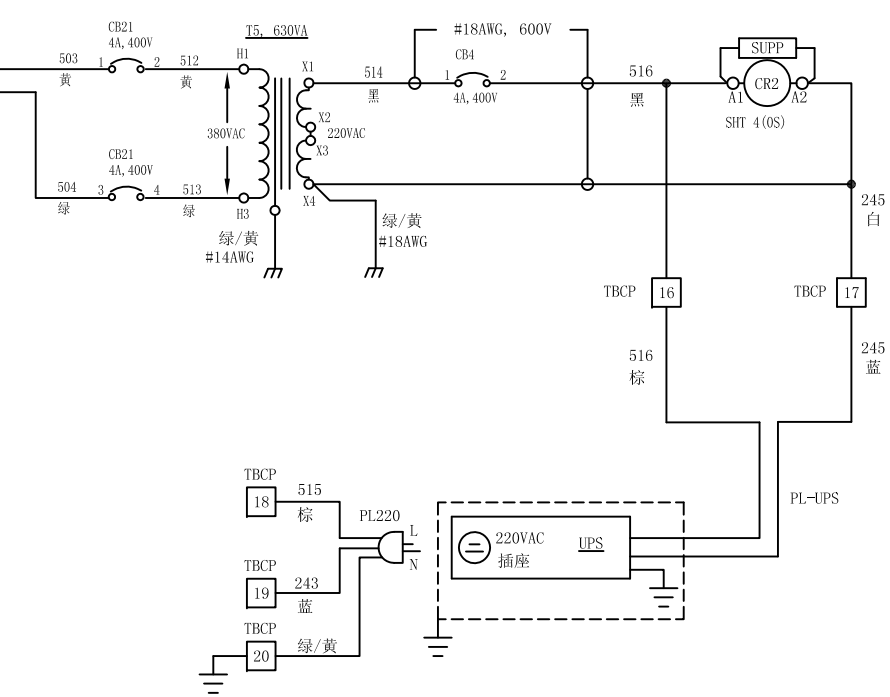 CB21
4A, 400V
503
1
2
512
黄
黄
H1
T5, 630VA
X1
514
黑
#18AWG, 600V
CB4
1
2
4A, 400V
516
黑
SUPP
A1
CR2
A2
SHT 4(OS)
380VAC
X2
220VAC
X3
CB21
4A, 400V
504
3
4
513
绿
绿
H3
X4
绿/黄
#14AWG
绿/黄
#18AWG
245
白
TBCP
16
TBCP
17
516
棕
245
蓝
TBCP
18
515
棕
PL220
L
N
PL-UPS
220VAC
插座
UPS
TBCP
19
243
蓝
TBCP
20
绿/黄